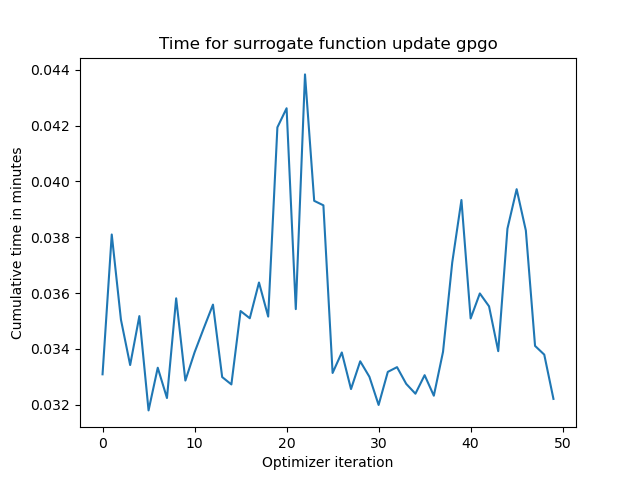 Time for surrogate function update gpgo
Cumulative time in minutes
0.044
0.042
0.040
0.038
0.036
0.034
0.032
0 10 20 30 40 50
Optimizer iteration